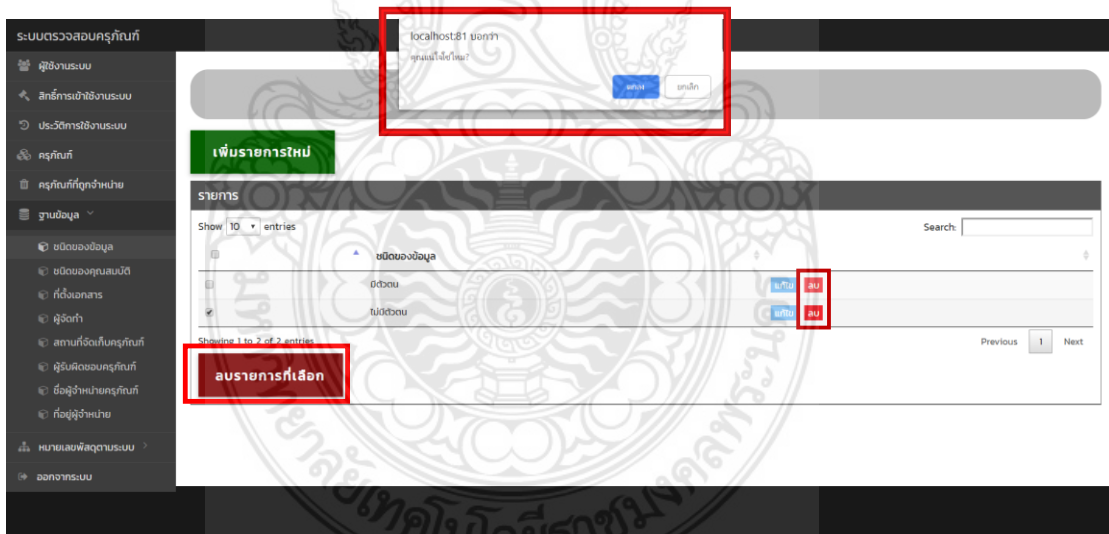 ระบบตรวจสอบครุภัณฑ์
localhost:81 บอกว่า
คุณแน่ใจใช่ไหม?
ตกลง
ยกเลิก
ผู้ใช้งานระบบ
สิทธิ์การเข้าใช้งานระบบ
ประวัติการใช้งานระบบ
ครุภัณฑ์
ครุภัณฑ์ที่ถูกจำหน่าย
ฐานข้อมูล
ชนิดของข้อมูล
ชนิดของคุณสมบัติ
ที่ตั้งเอกสาร
ผู้จัดทำ
สถานที่จัดเก็บครุภัณฑ์
ผู้รับผิดชอบครุภัณฑ์
ชื่อผู้จำหน่ายครุภัณฑ์
ที่อยู่ผู้จำหน่าย
หมายเลขพัสดุตามระบบ
ออกจากระบบ
เพิ่มรายการใหม่
รายการ
Show 10 entries Search:
ชนิดของข้อมูล
มีตัวตน แก้ไข ลบ
ไม่มีตัวตน แก้ไข ลบ
Showing 1 to 2 of 2 entries Previous 1 Next
ลบรายการที่เลือก